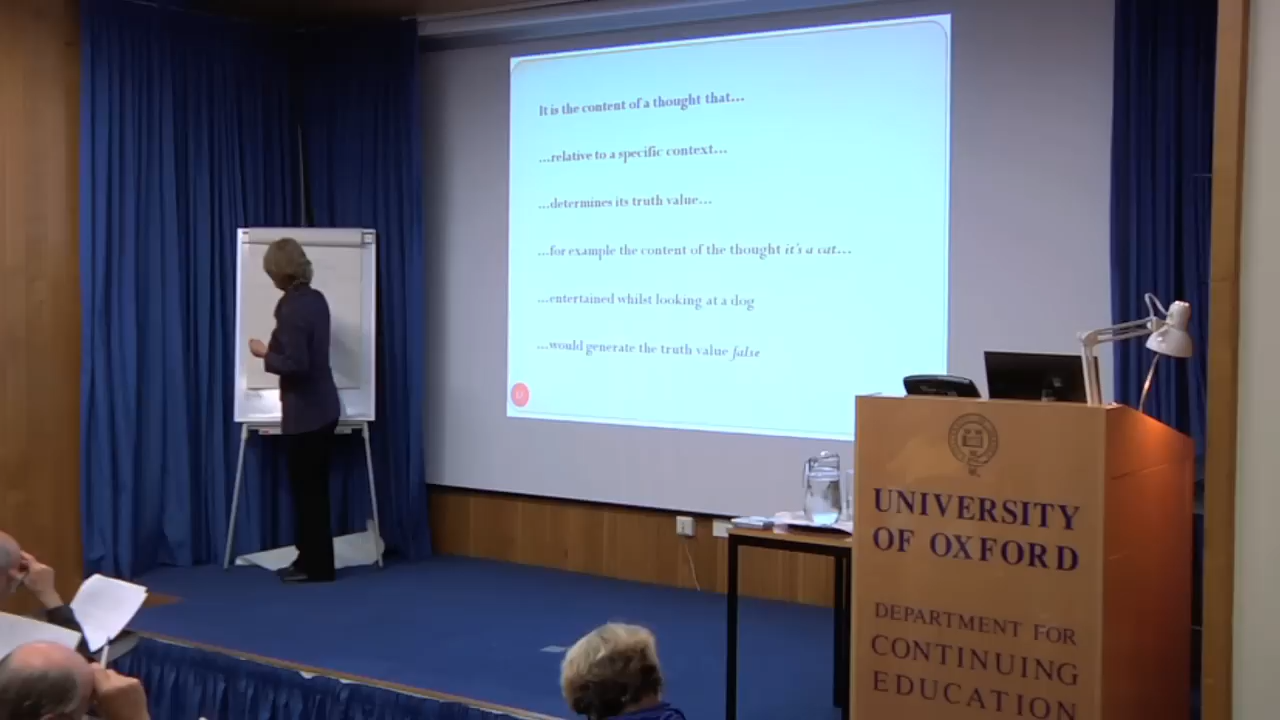 It is the content of a thought that...
...relative to a specific context...
...determines its truth value...
...for example the content of the thought it's a cat...
...entertained whilst looking at a dog
...would generate the truth value false
UNIVERSITY
OF OXFORD
DEPARTMENT FOR
CONTINUING
EDUCATION